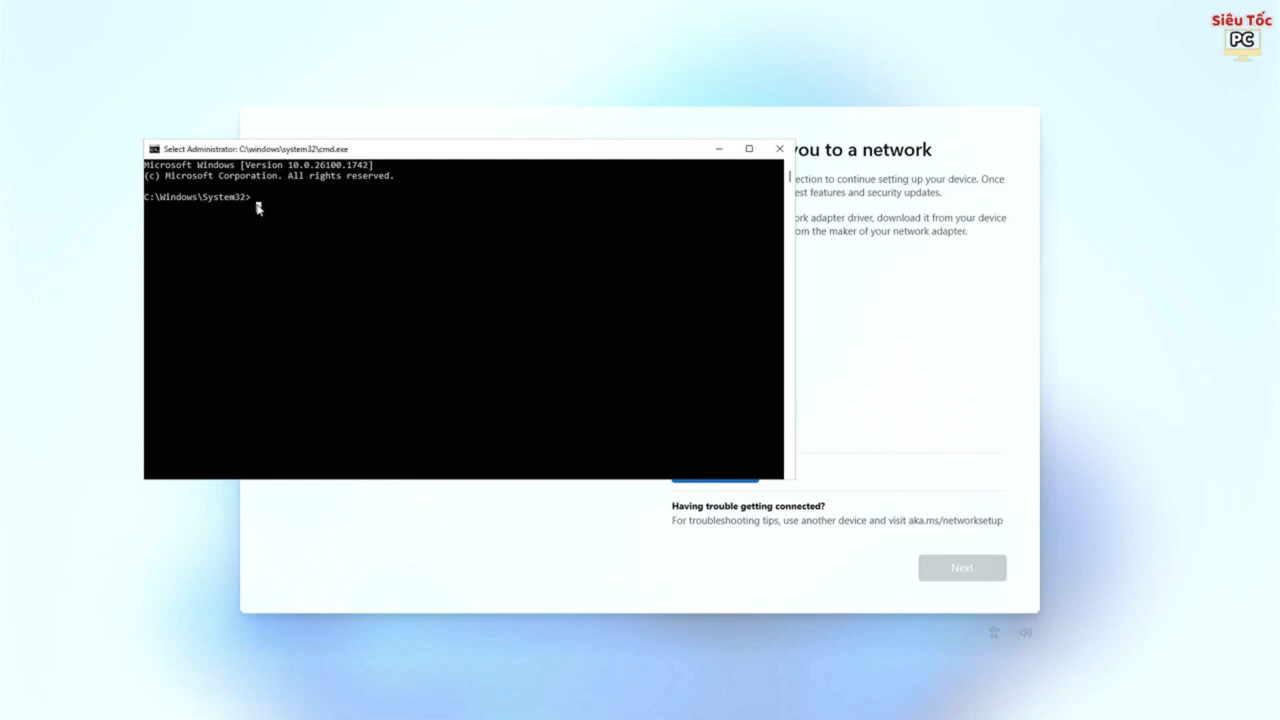 Siêu Tốc
PC
Select Administrator: C:\windows\system32\cmd.exe
Microsoft Windows [Version 10.0.26100.1742]
(c) Microsoft Corporation. All rights reserved.
C:\Windows\System32>
you to a network
ection to continue setting up your device. Once
est features and security updates.
ork adapter driver, download it from your device
om the maker of your network adapter.
Having trouble getting connected?
For troubleshooting tips, use another device and visit aka.ms/networksetup
Next